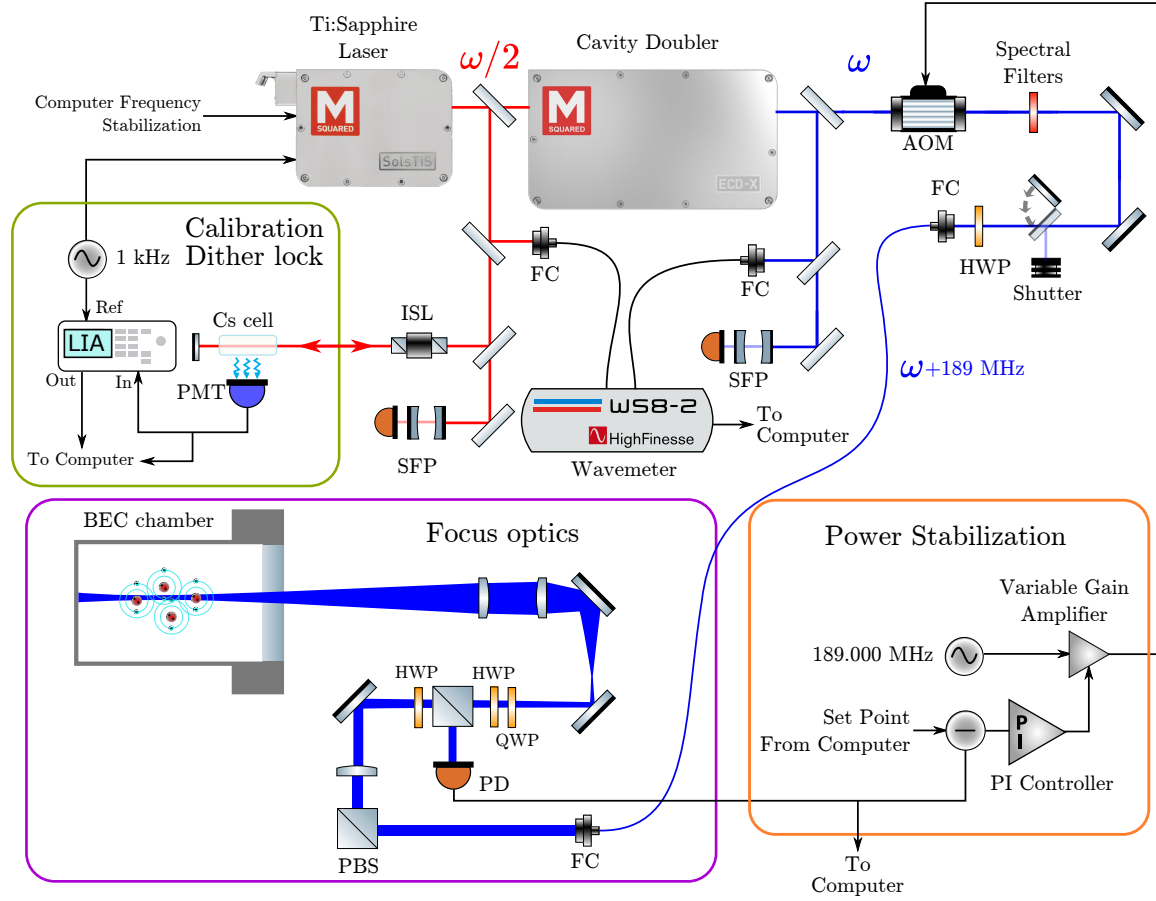 Ti:Sapphire
Laser
ω/2
Cavity Doubler
ω
Spectral
Filters
Computer Frequency
Stabilization
M
SQUARED
SolsTiS
M
SQUARED
ECO-X
AOM
FC
HWP
Shutter
Calibration
Dither lock
1 kHz
Ref
LIA
Out
In
Cs cell
PMT
To Computer
ISL
FC
FC
SFP
SFP
WS8-2
HighFinesse
Wavemeter
To
Computer
ω+189 MHz
BEC chamber
Focus optics
HWP
HWP
QWP
PD
PBS
FC
Power Stabilization
Variable Gain
Amplifier
189.000 MHz
Set Point
From Computer
P
I
PI Controller
To
Computer